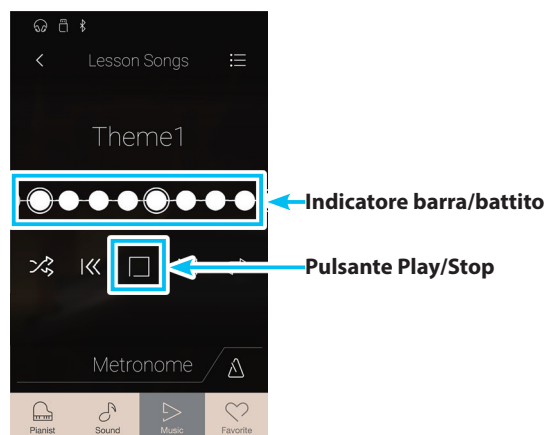 Lesson Songs
Theme1
Indicatore barra/battito
Pulsante Play/Stop
Metronome
Pianist Sound Music Favorite